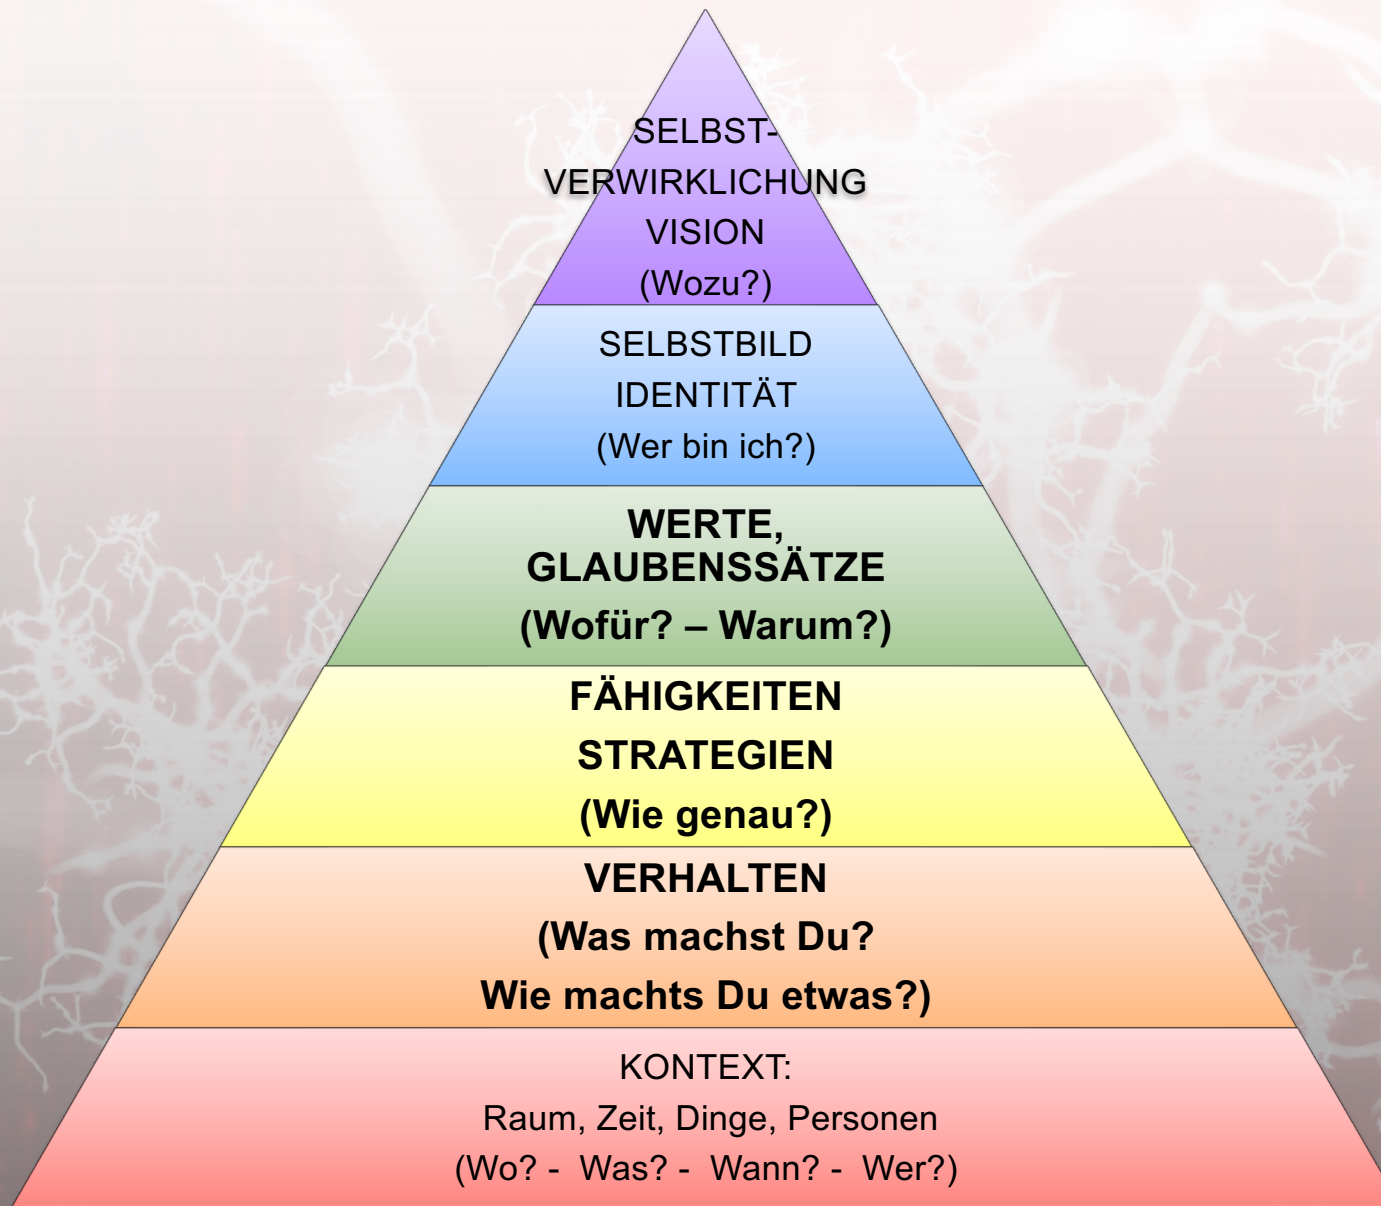 SELBST-
VERWIRKLICHUNG
VISION
(Wozu?)
SELBSTBILD
IDENTITÄT
(Wer bin ich?)
WERTE,
GLAUBENSSÄTZE
(Wofür? – Warum?)
FÄHIGKEITEN
STRATEGIEN
(Wie genau?)
VERHALTEN
(Was machst Du?
Wie machts Du etwas?)
KONTEXT:
Raum, Zeit, Dinge, Personen
(Wo? - Was? - Wann? - Wer?)